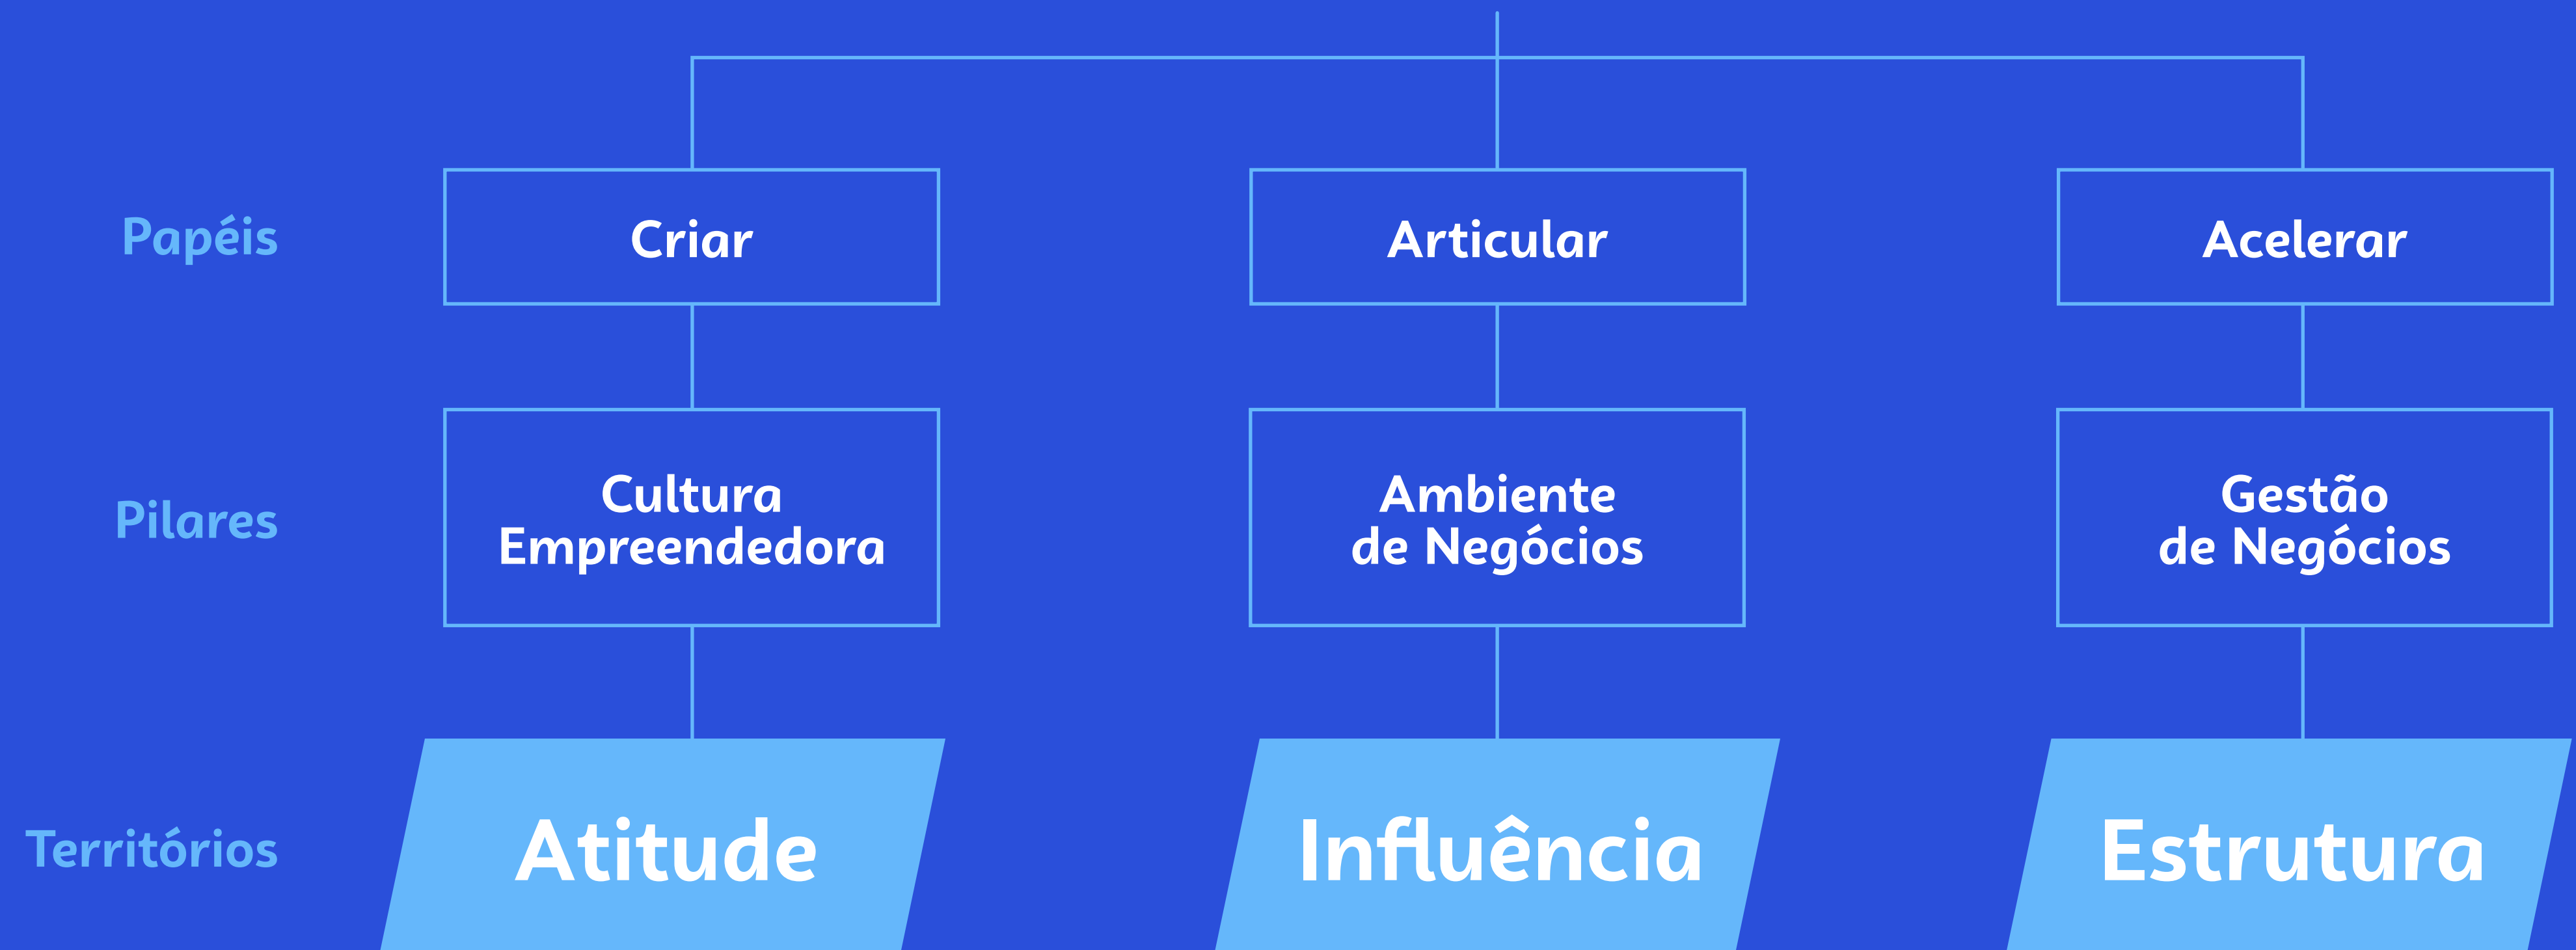 Papéis
Criar
Articular
Acelerar
Pilares
Cultura
Empreendedora
Ambiente
de Negócios
Gestão
de Negócios
Territórios
Atitude
Influência
Estrutura